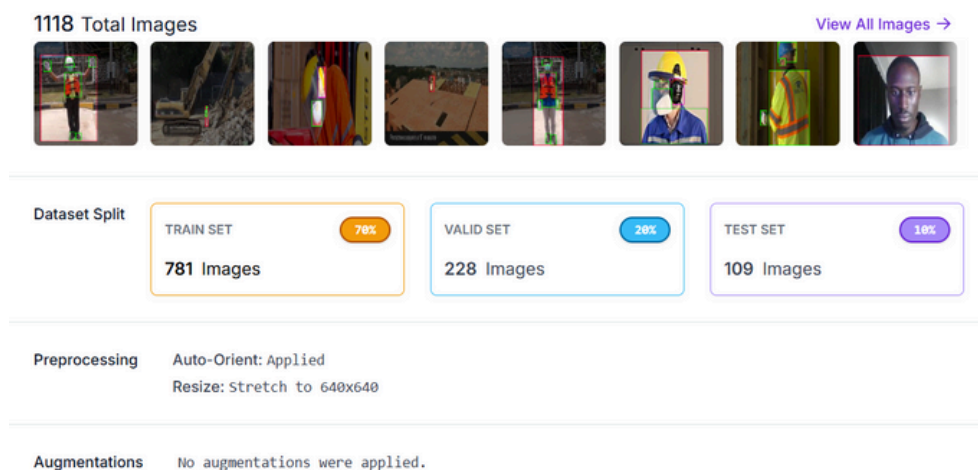 1118 Total Images
View All Images →
Dataset Split
TRAIN SET
70%
781 Images
VALID SET
20%
228 Images
TEST SET
10%
109 Images
Preprocessing
Auto-Orient: Applied
Resize: Stretch to 640x640
Augmentations
No augmentations were applied.